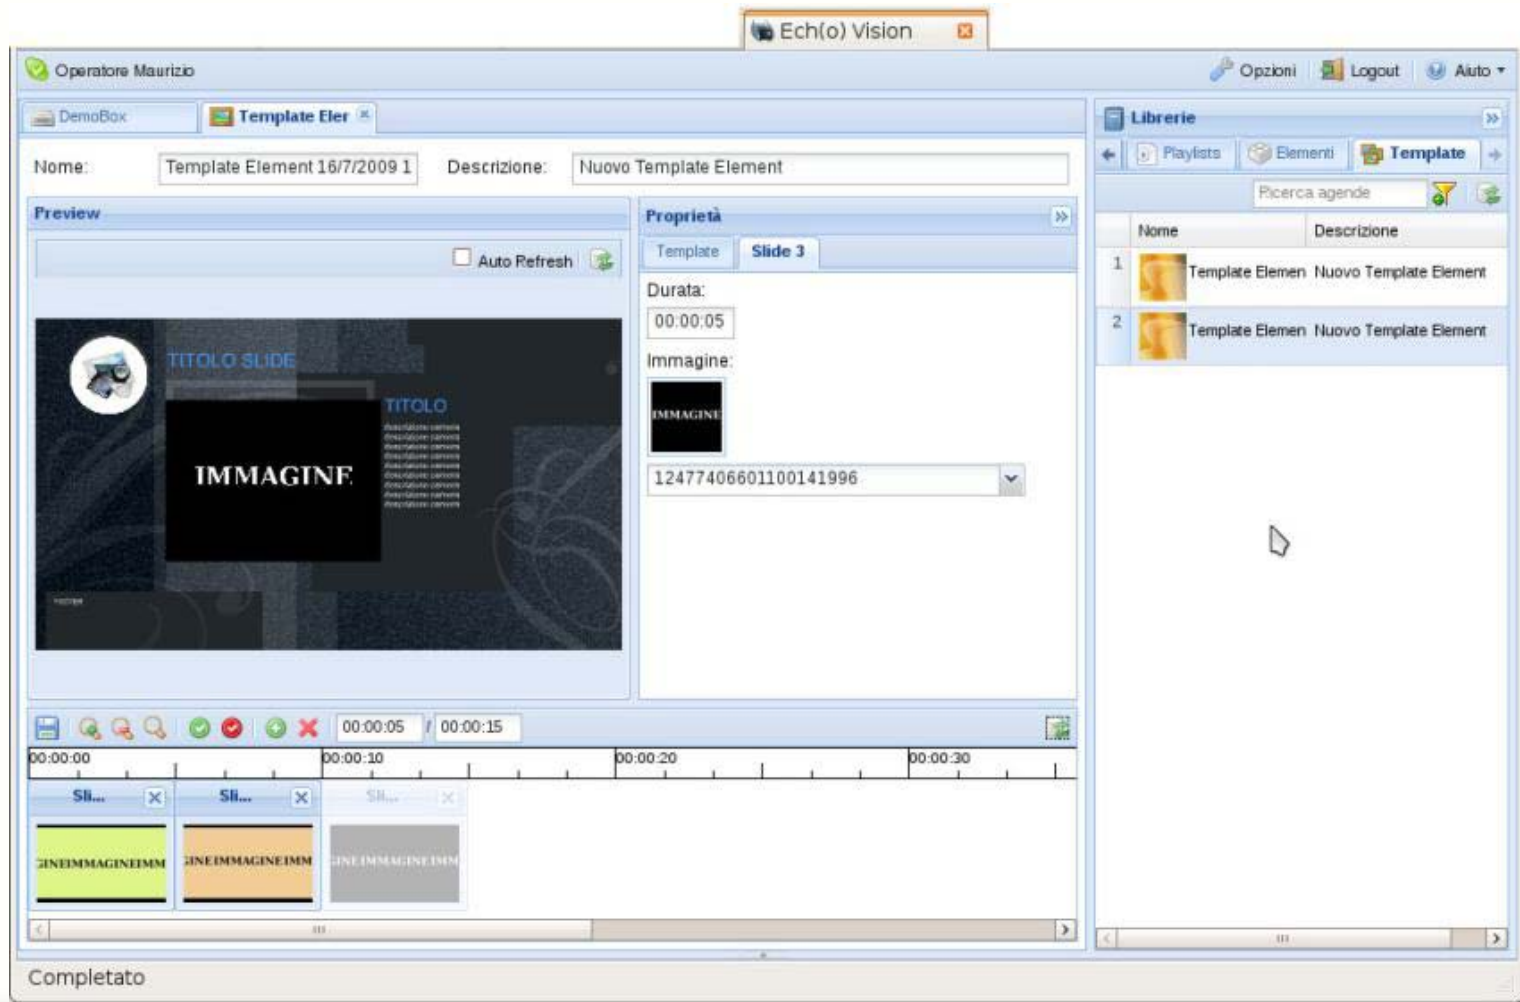 Ech(o) Vision
Operatore Maurizio
Opzioni Logout Aiuto
DemoBox Template Eler
Librerie
Playlists Elementi Template
Nome: Template Element 16/7/2009 1 Descrizione: Nuovo Template Element
Ricerca agende
Preview
Proprietà
Nome Descrizione
Auto Refresh
Template Slide 3
1 Template Elemen Nuovo Template Element
Durata:
00:00:05
2 Template Elemen Nuovo Template Element
Immagine:
IMMAGINE
12477406601100141996
TITOLO SLIDE
TITOLO
IMMAGINE
FOOTER
00:00:05 / 00:00:15
00:00:00 00:00:10 00:00:20 00:00:30
Sli... Sli... Sli...
GINEIMMAGINEIMM GINEIMMAGINEIMM GINEIMMAGINEIMM
Completato